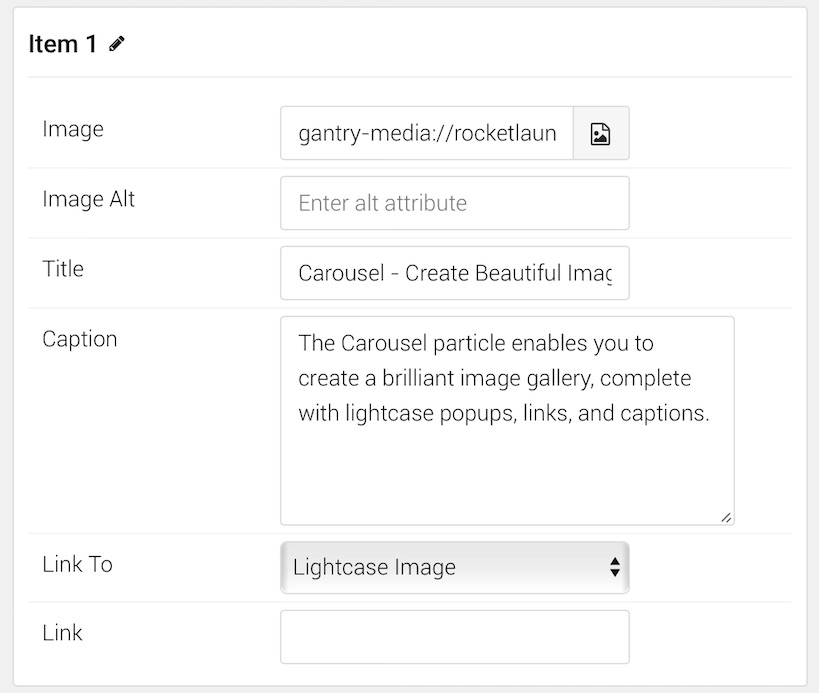 Item 1
Image
gantry-media://rocketlaun
Image Alt
Enter alt attribute
Title
Carousel - Create Beautiful Imag
Caption
The Carousel particle enables you to
create a brilliant image gallery, complete
with lightcase popups, links, and captions.
Link To
Lightcase Image
Link